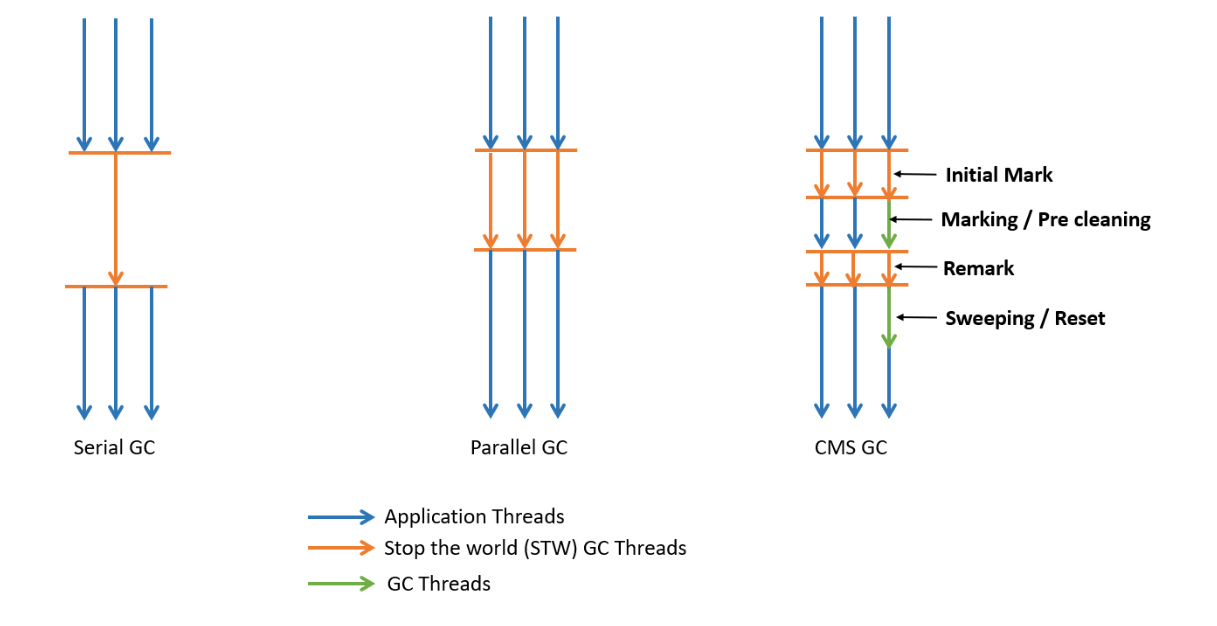 Initial Mark
Marking / Pre cleaning
Remark
Sweeping / Reset
Serial GC
Parallel GC
CMS GC
Application Threads
Stop the world (STW) GC Threads
GC Threads